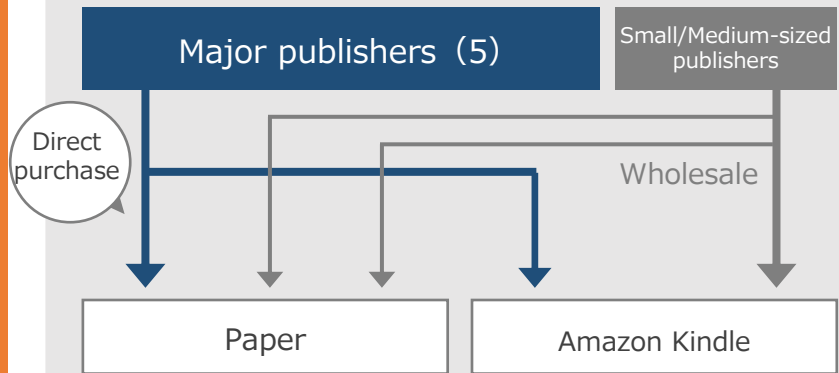 Major publishers（5）
Small/Medium-sized
publishers
Direct
purchase
Wholesale
Paper
Amazon Kindle